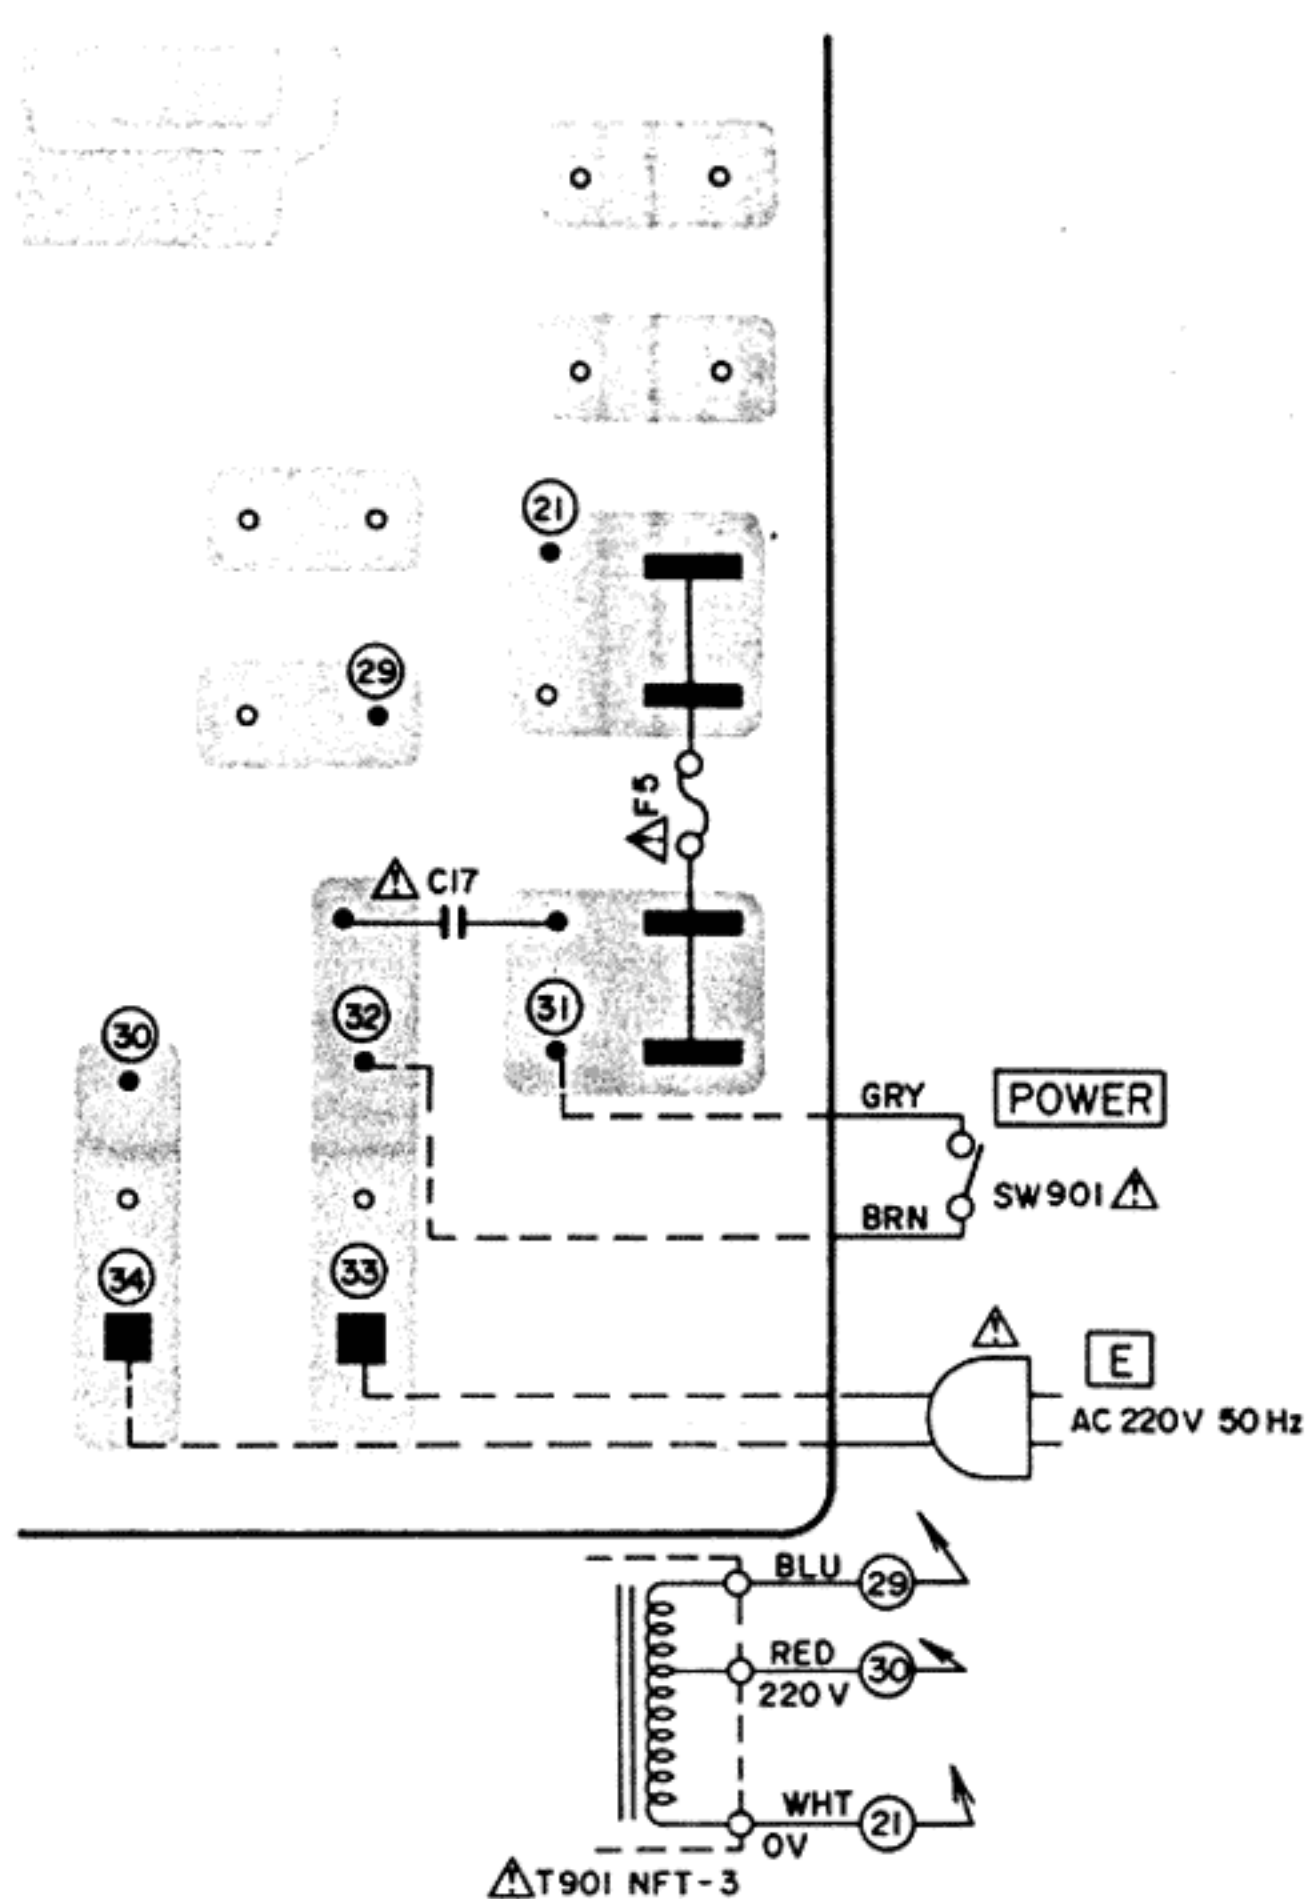 21
29
F5
C17
32
31
30
GRY
POWER
SW901
BRN
34
33
E
AC 220V 50Hz
BLU 29
RED 30
220V
WHT 21
0V
T901 NFT-3